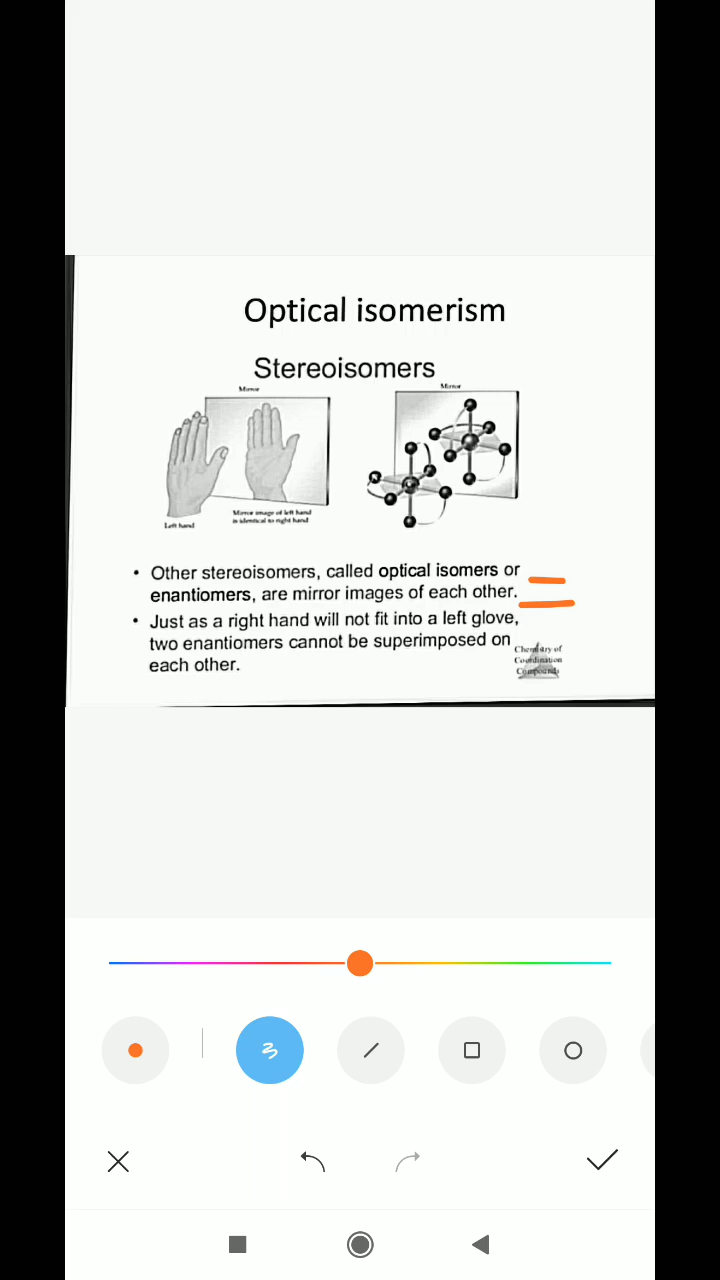 Optical isomerism
Stereoisomers
Mirror
Mirror
Left hand
Mirror image of left hand
is identical to right hand
• Other stereoisomers, called optical isomers or
enantiomers, are mirror images of each other.
• Just as a right hand will not fit into a left glove,
two enantiomers cannot be superimposed on
each other.
Chemistry of
Coordination
Compounds